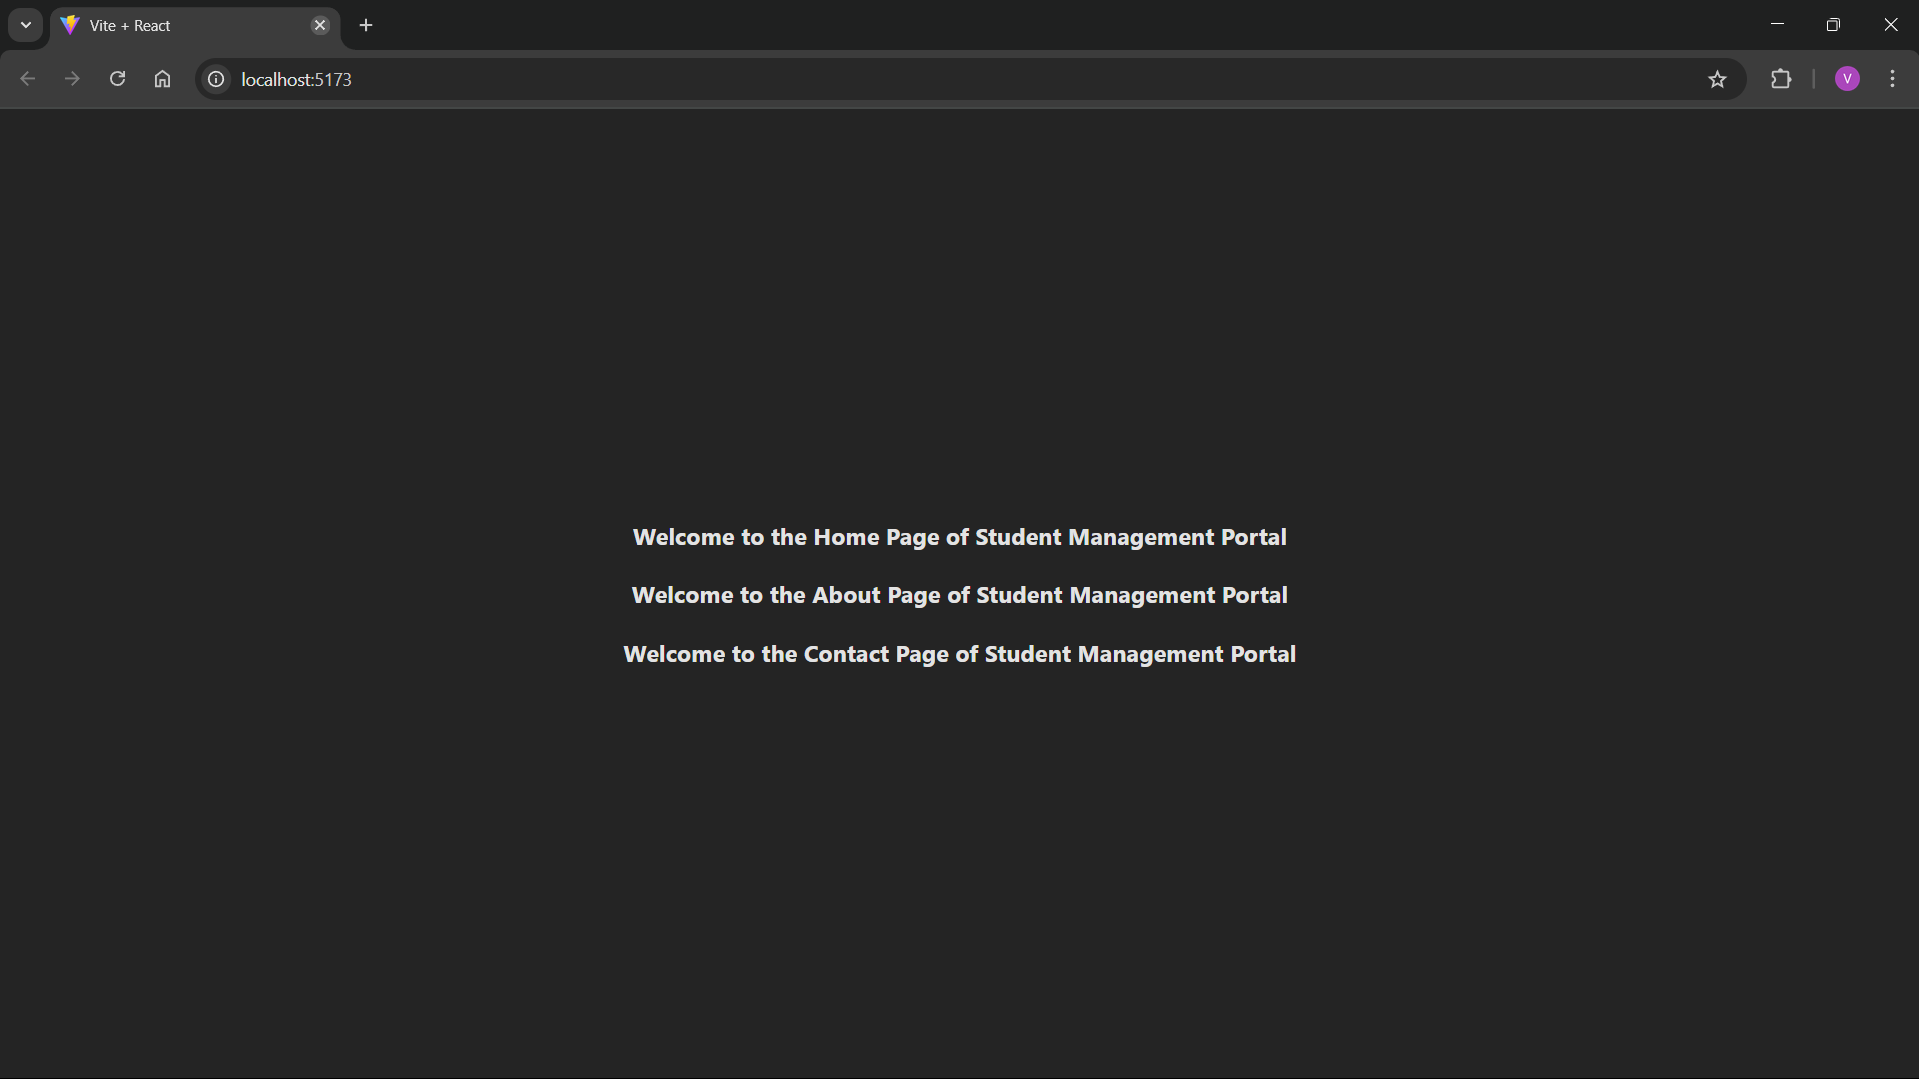 Vite + React
localhost:5173
V
Welcome to the Home Page of Student Management Portal
Welcome to the About Page of Student Management Portal
Welcome to the Contact Page of Student Management Portal